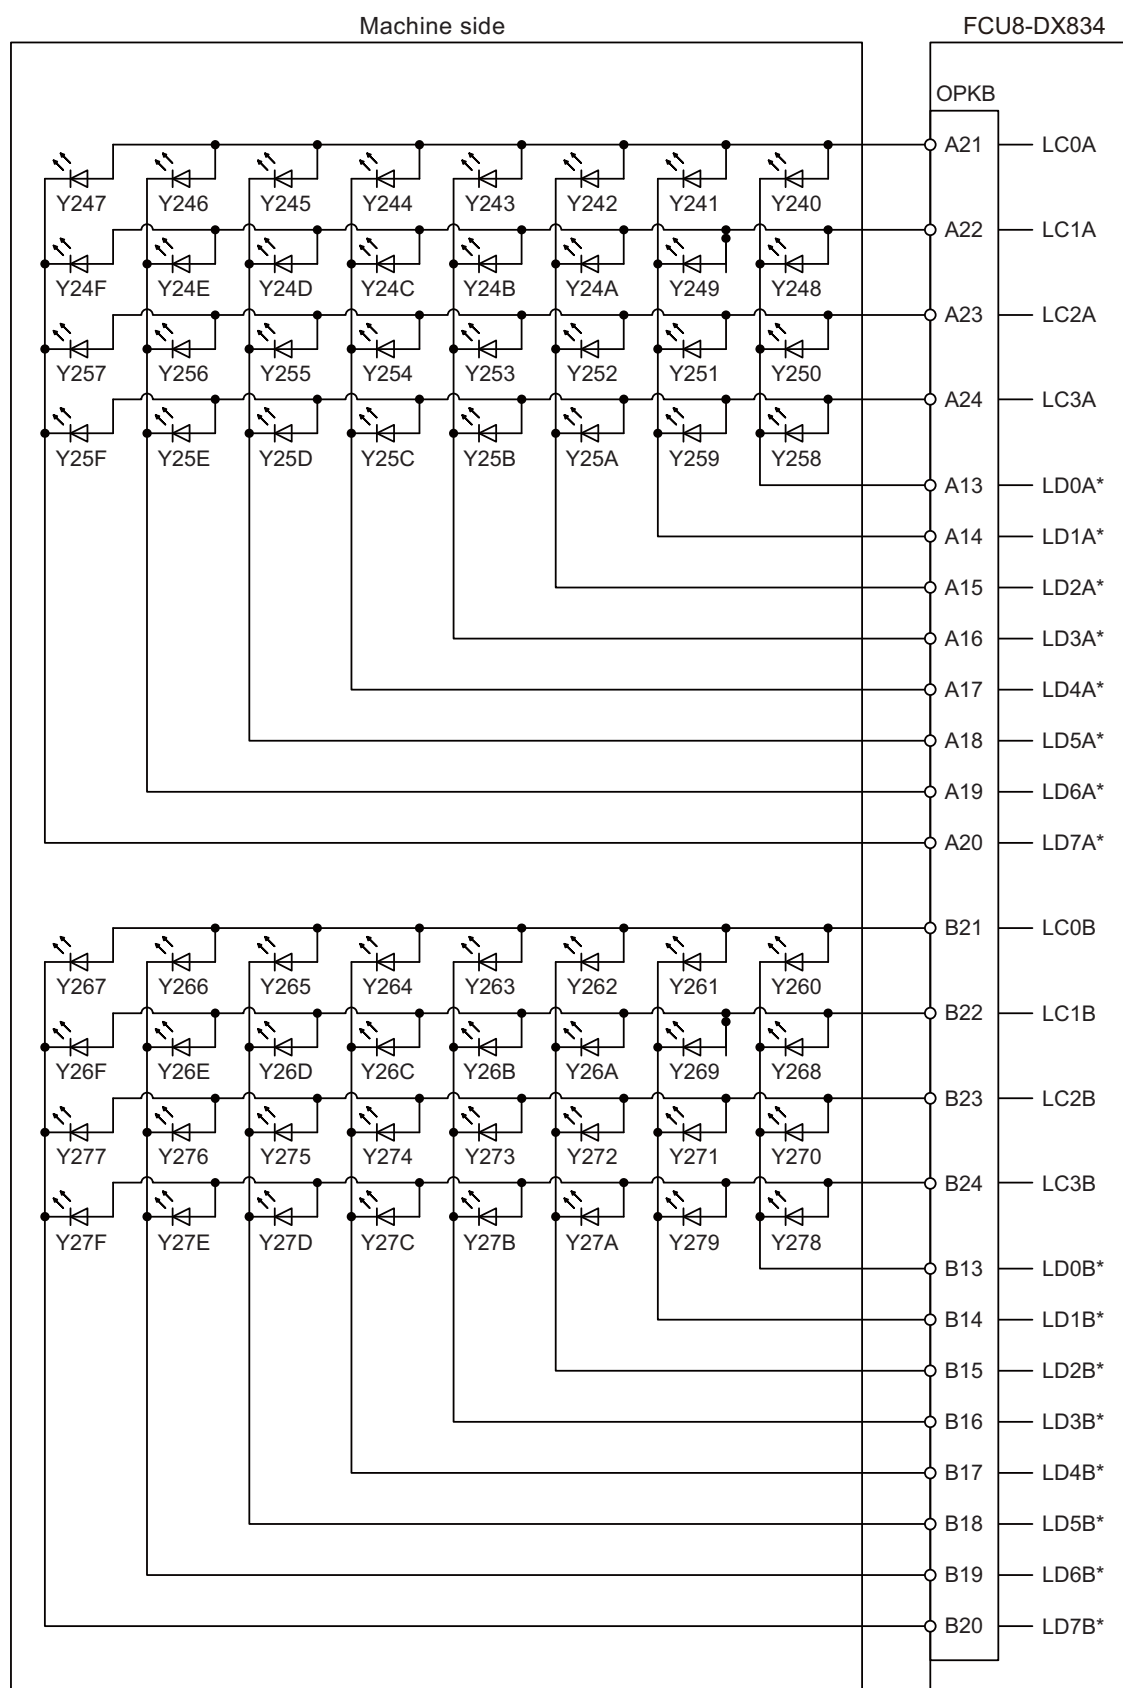 Machine side
FCU8-DX834
OPKB
A21 LC0A
Y247 Y246 Y245 Y244 Y243 Y242 Y241 Y240
A22 LC1A
Y24F Y24E Y24D Y24C Y24B Y24A Y249 Y248
A23 LC2A
Y257 Y256 Y255 Y254 Y253 Y252 Y251 Y250
A24 LC3A
Y25F Y25E Y25D Y25C Y25B Y25A Y259 Y258
A13 LD0A*
A14 LD1A*
A15 LD2A*
A16 LD3A*
A17 LD4A*
A18 LD5A*
A19 LD6A*
A20 LD7A*
B21 LC0B
Y267 Y266 Y265 Y264 Y263 Y262 Y261 Y260
B22 LC1B
Y26F Y26E Y26D Y26C Y26B Y26A Y269 Y268
B23 LC2B
Y277 Y276 Y275 Y274 Y273 Y272 Y271 Y270
B24 LC3B
Y27F Y27E Y27D Y27C Y27B Y27A Y279 Y278
B13 LD0B*
B14 LD1B*
B15 LD2B*
B16 LD3B*
B17 LD4B*
B18 LD5B*
B19 LD6B*
B20 LD7B*